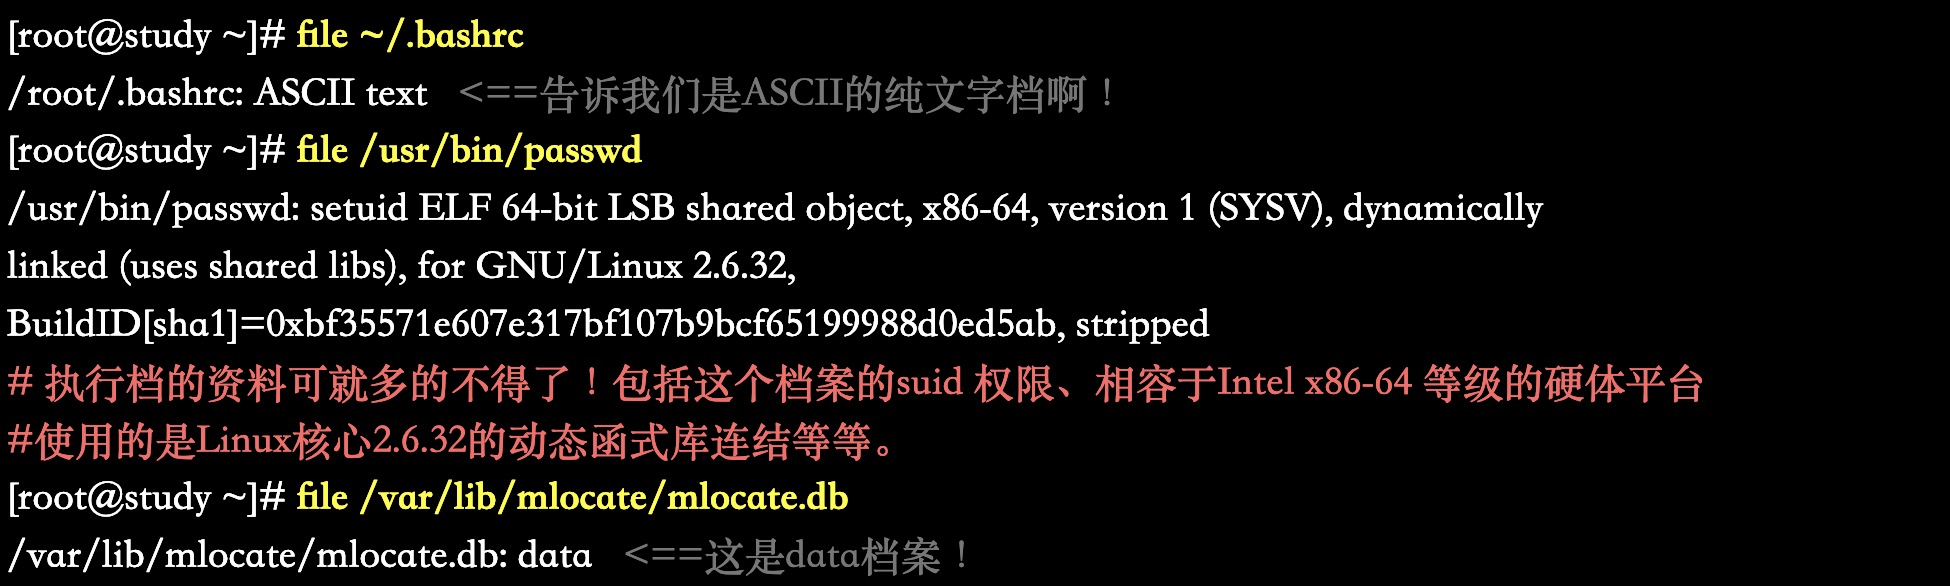 [root@study ~]# file ~/.bashrc
/root/.bashrc: ASCII text <==告诉我们是ASCII的纯文字档啊！
[root@study ~]# file /usr/bin/passwd
/usr/bin/passwd: setuid ELF 64-bit LSB shared object, x86-64, version 1 (SYSV), dynamically
linked (uses shared libs), for GNU/Linux 2.6.32,
BuildID[sha1]=0xbf35571e607e317bf107b9bcf65199988d0ed5ab, stripped
# 执行档的资料可就多的不得了！包括这个档案的suid 权限、相容于Intel x86-64 等级的硬体平台
#使用的是Linux核心2.6.32的动态函式库连结等等。
[root@study ~]# file /var/lib/mlocate/mlocate.db
/var/lib/mlocate/mlocate.db: data <==这是data档案！